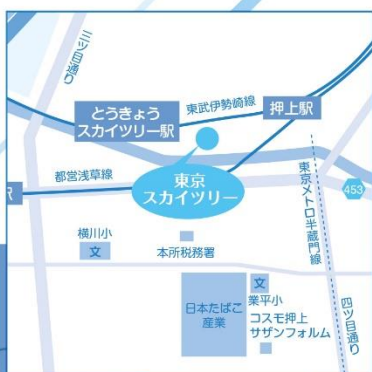 三ツ目通り
とうきょう
スカイツリー駅
東武伊勢崎線
押上駅
都営浅草線
駅
東京
スカイツリー
東京メトロ半蔵門線
453
横川小
文
本所税務署
日本たばこ
産業
文
業平小
コスモ押上
サザンフォルム
四ツ目通り